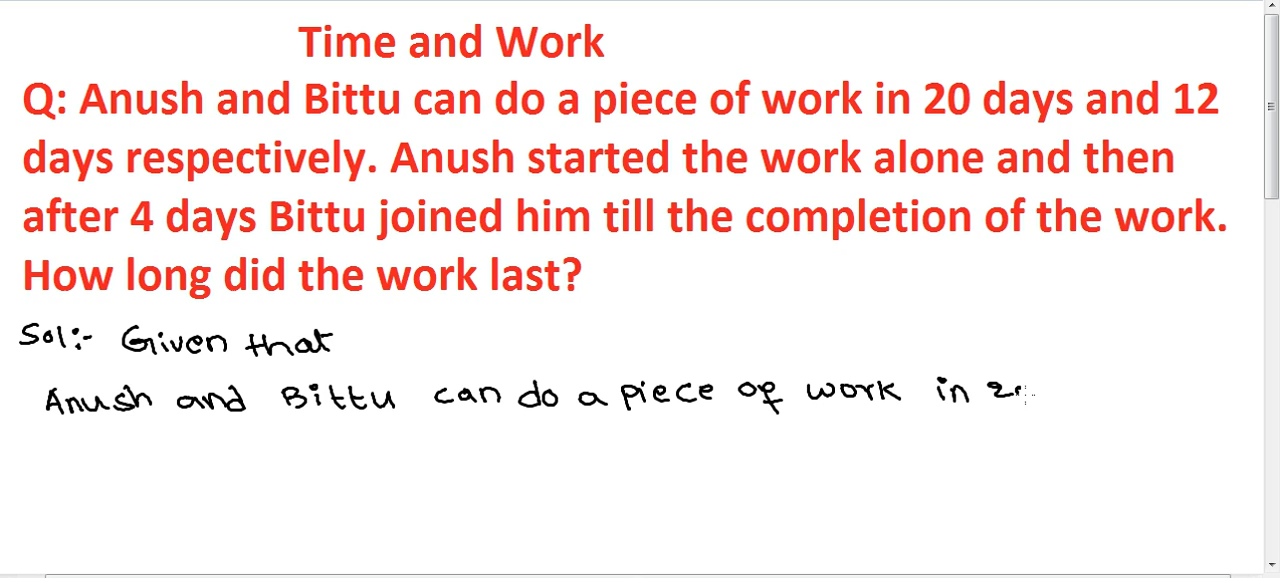 Time and Work
Q: Anush and Bittu can do a piece of work in 20 days and 12
days respectively. Anush started the work alone and then
after 4 days Bittu joined him till the completion of the work.
How long did the work last?
Sol:- Given that
Anush and Bittu can do a piece of work in